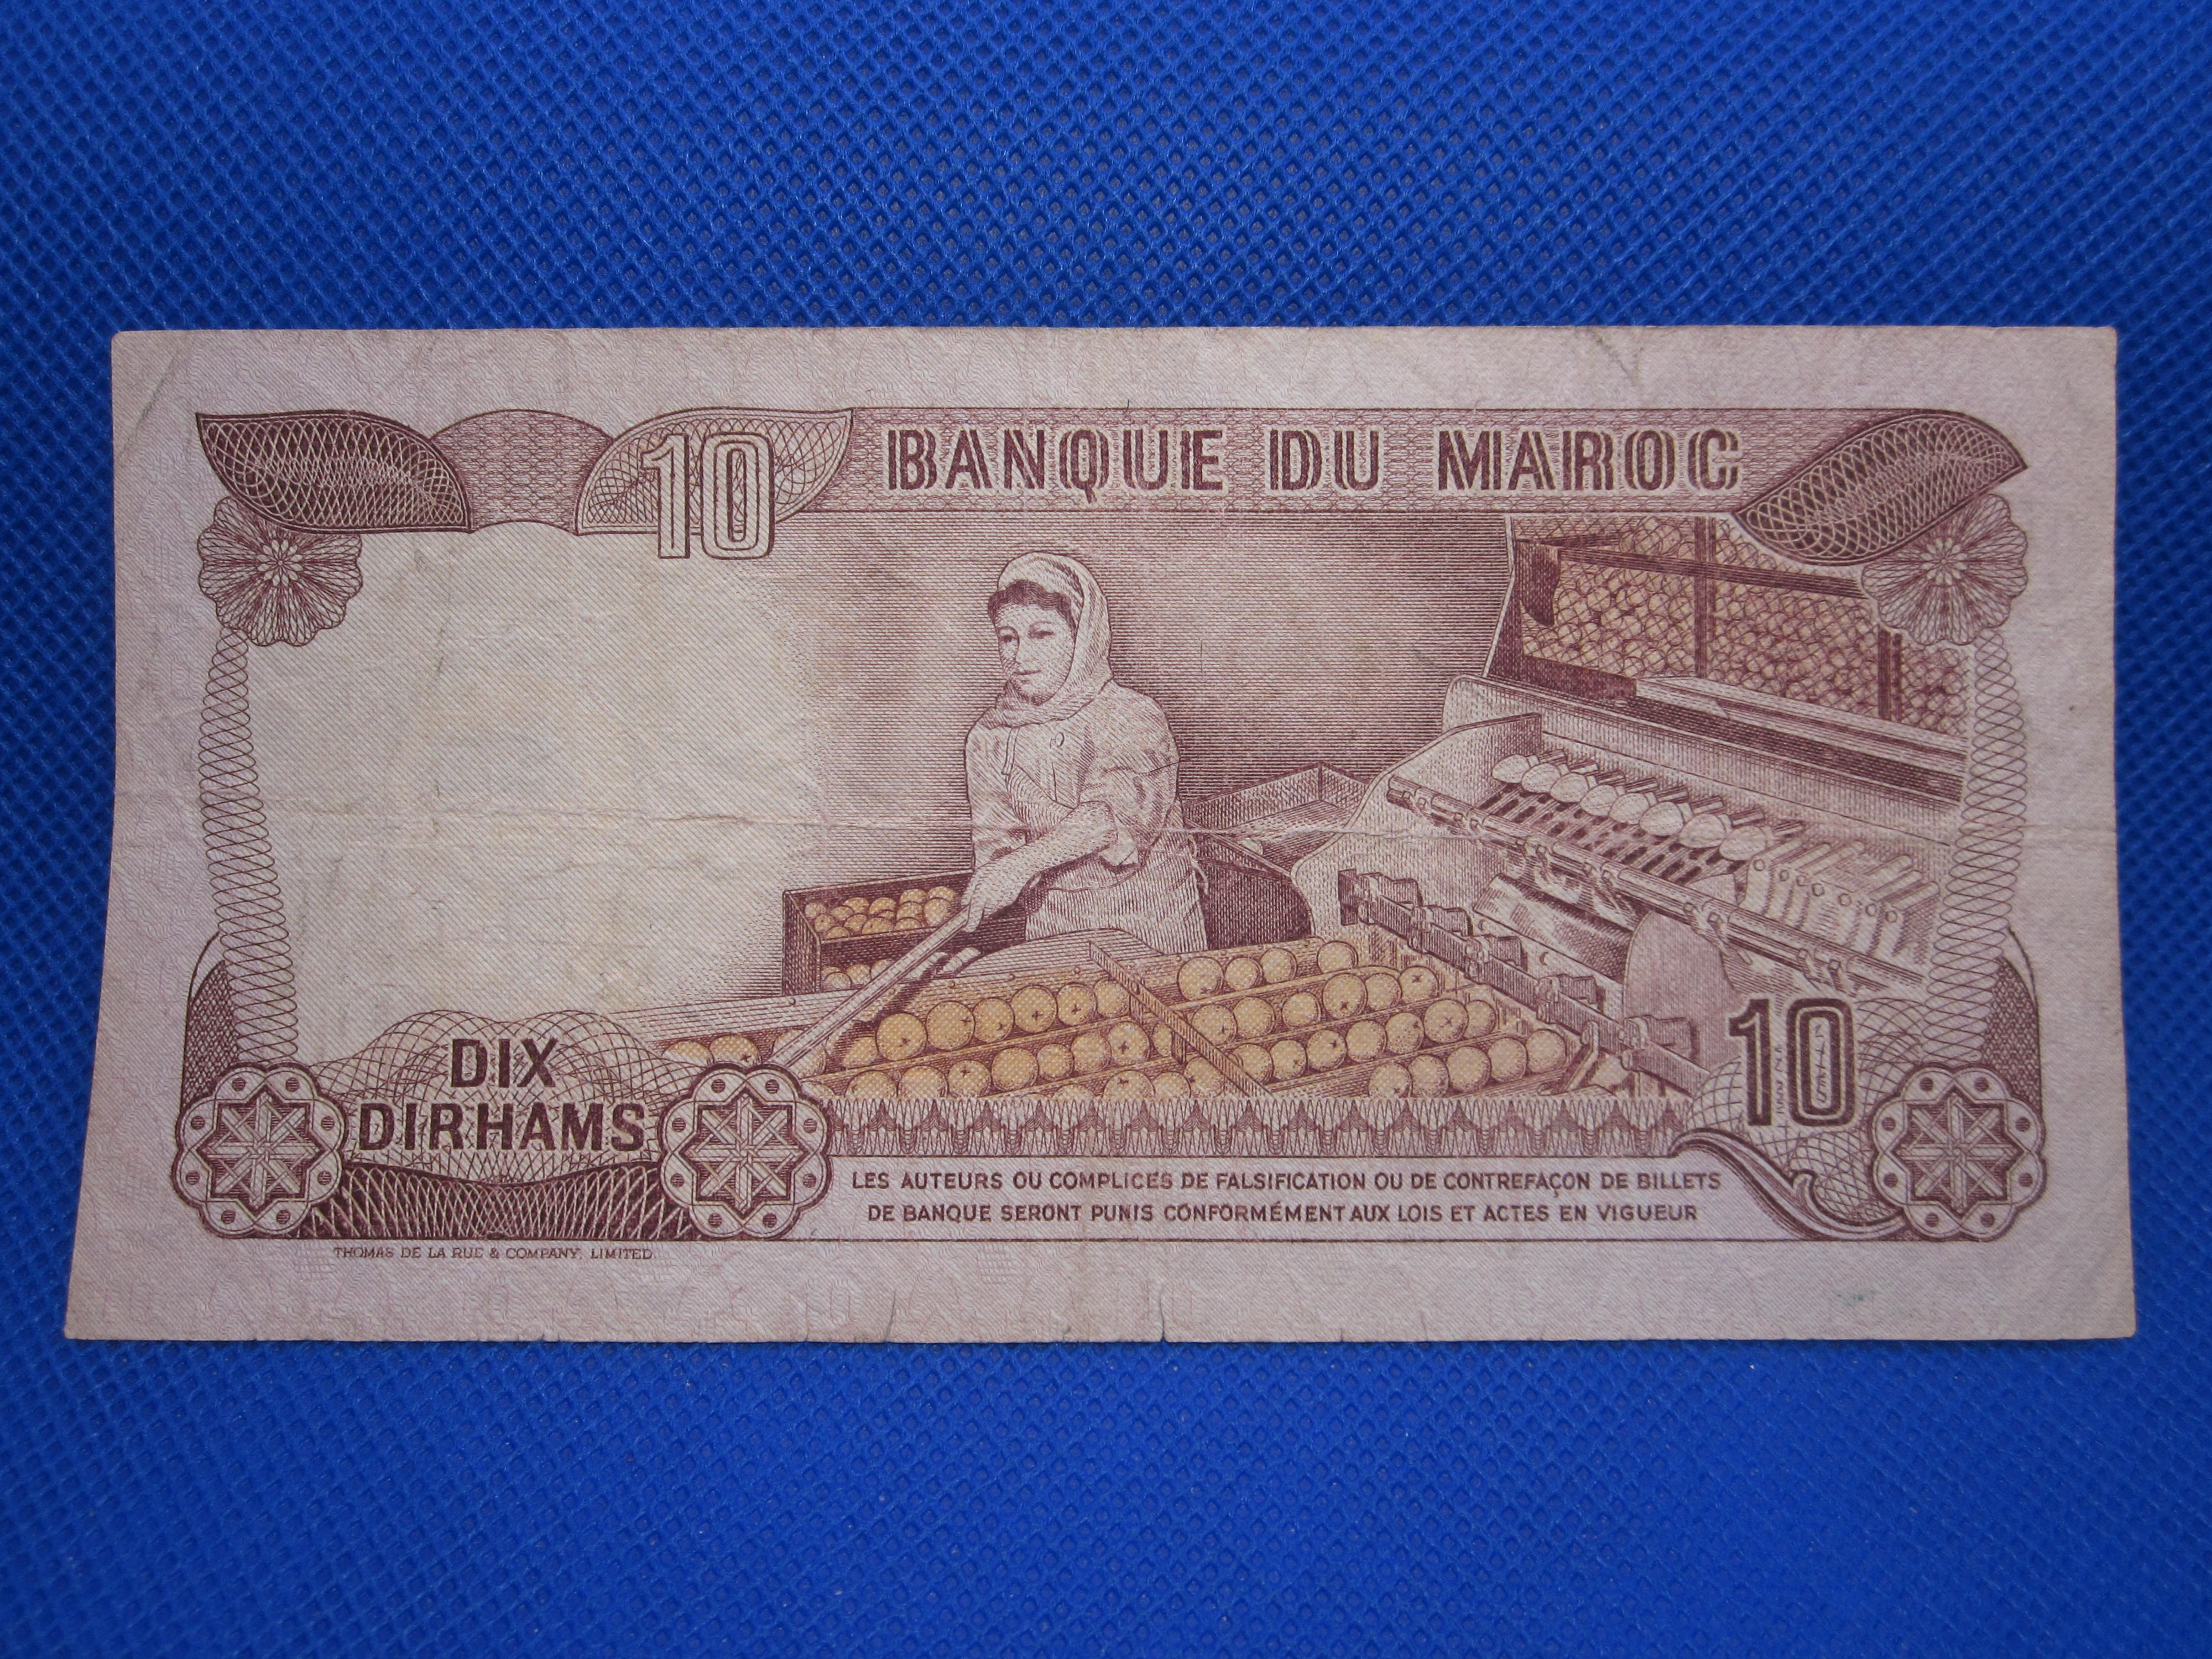 10 BANQUE DU MAROC
DIX
DIRHAMS
10
LES AUTEURS OU COMPLICES DE FALSIFICATION OU DE CONTREFAÇON DE BILLETS
DE BANQUE SERONT PUNIS CONFORMÉMENT AUX LOIS ET ACTES EN VIGUEUR
THOMAS DE LA RUE & COMPANY, LIMITED.